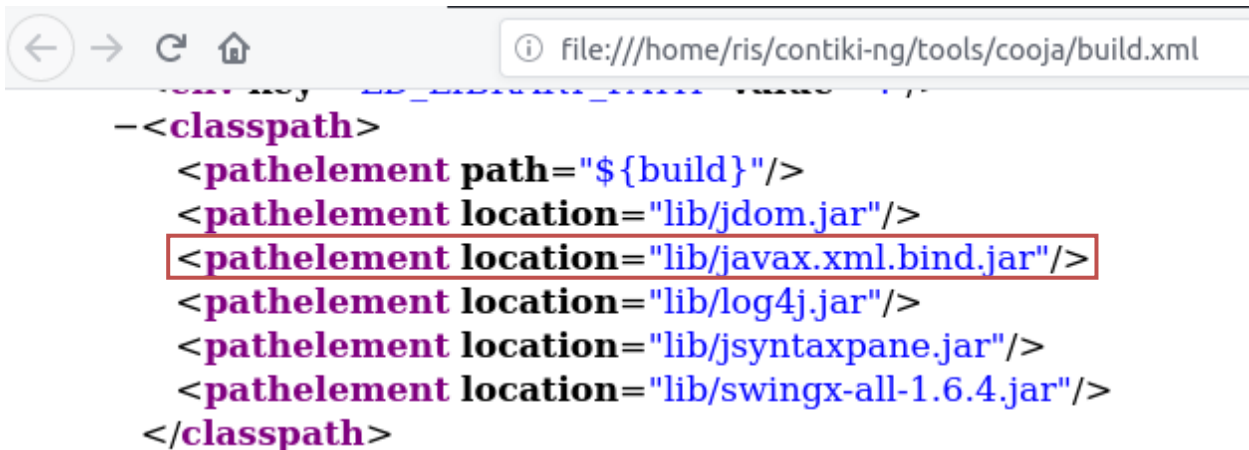 file:///home/ris/contiki-ng/tools/cooja/build.xml
−<classpath>
<pathelement path="${build}"/>
<pathelement location="lib/jdom.jar"/>
<pathelement location="lib/javax.xml.bind.jar"/>
<pathelement location="lib/log4j.jar"/>
<pathelement location="lib/jsyntaxpane.jar"/>
<pathelement location="lib/swingx-all-1.6.4.jar"/>
</classpath>